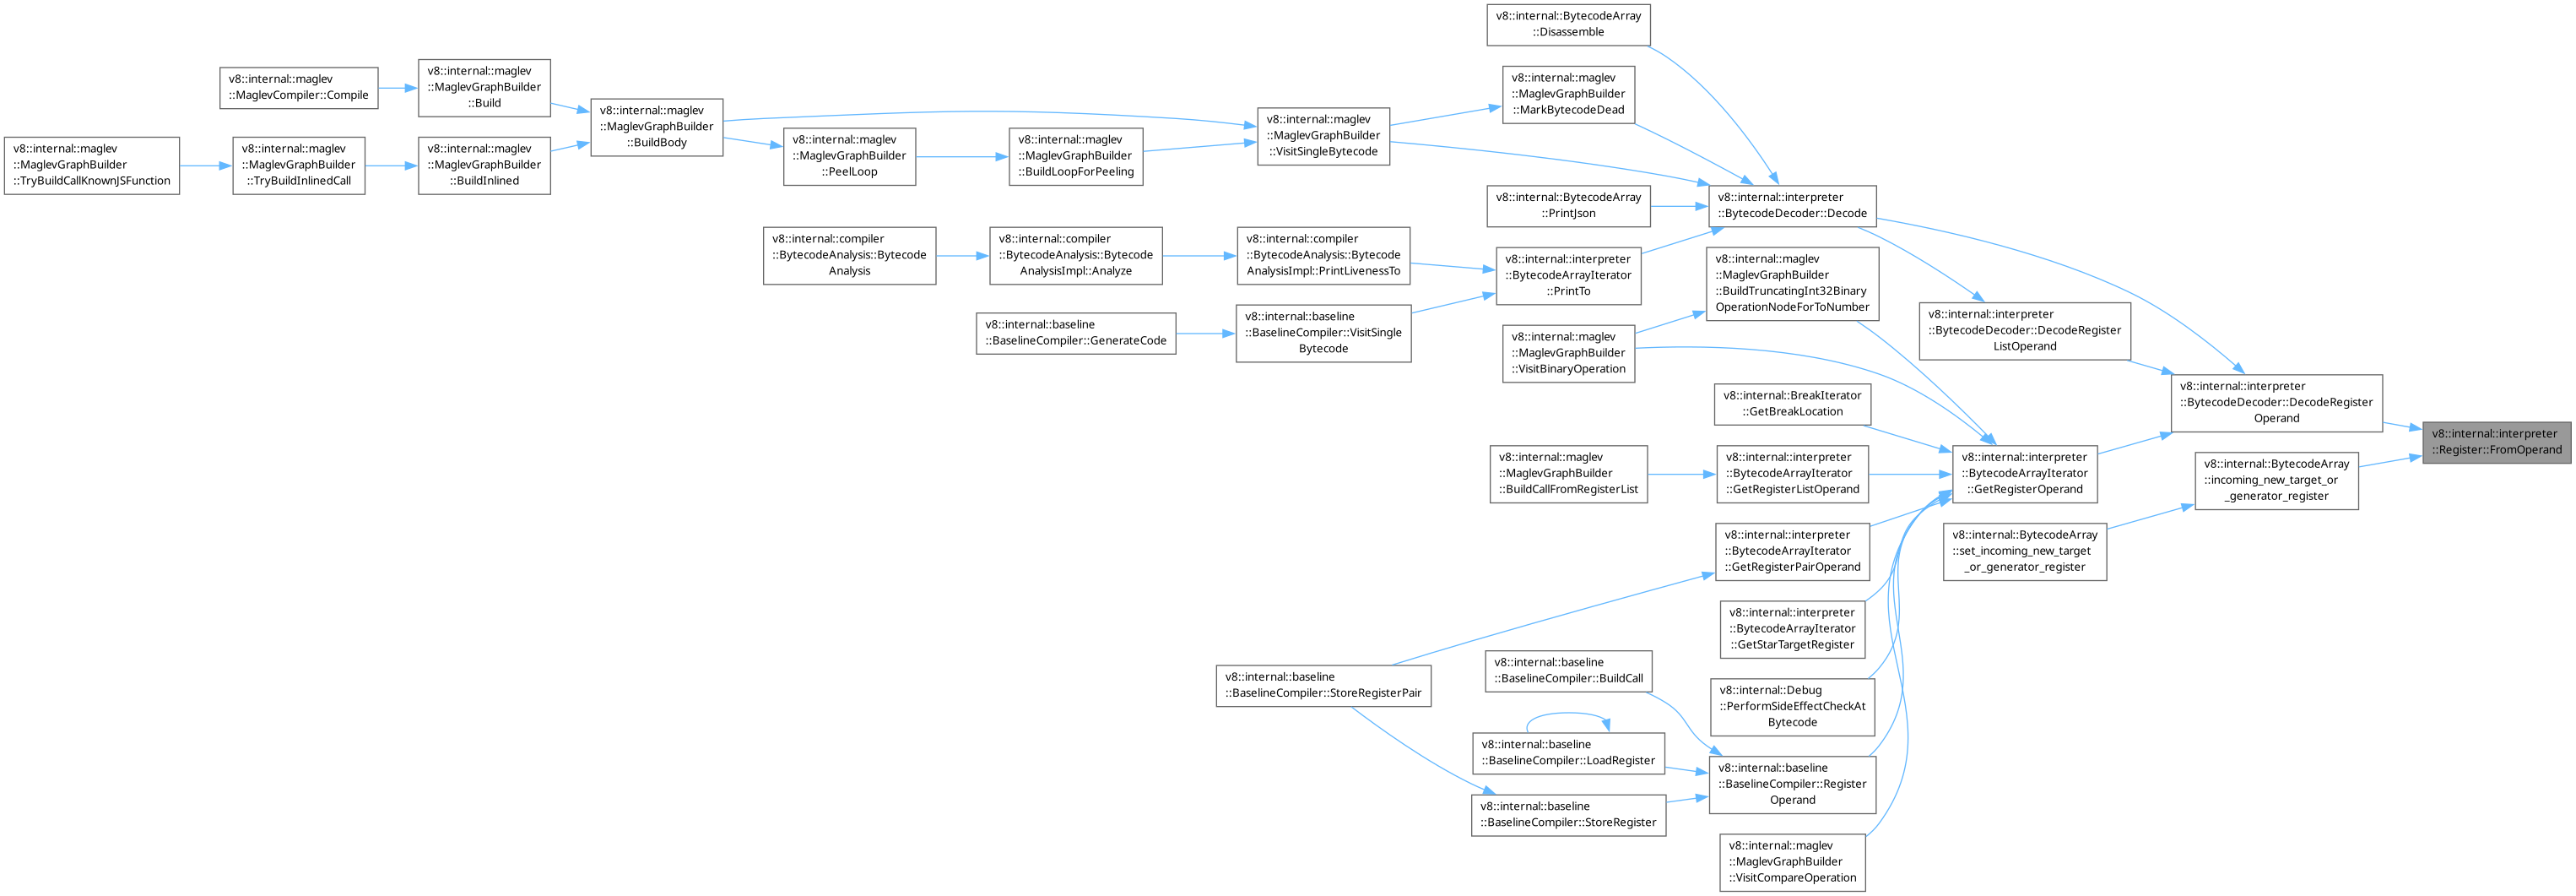 v8::internal::BytecodeArray
::Disassemble
v8::internal::maglev
::MaglevCompiler::Compile
v8::internal::maglev
::MaglevGraphBuilder
::Build
v8::internal::maglev
::MaglevGraphBuilder
::MarkBytecodeDead
v8::internal::maglev
::MaglevGraphBuilder
::BuildBody
v8::internal::maglev
::MaglevGraphBuilder
::VisitSingleBytecode
v8::internal::maglev
::MaglevGraphBuilder
::TryBuildCallKnownJSFunction
v8::internal::maglev
::MaglevGraphBuilder
::TryBuildInlinedCall
v8::internal::maglev
::MaglevGraphBuilder
::BuildInlined
v8::internal::maglev
::MaglevGraphBuilder
::PeelLoop
v8::internal::maglev
::MaglevGraphBuilder
::BuildLoopForPeeling
v8::internal::BytecodeArray
::PrintJson
v8::internal::interpreter
::BytecodeDecoder::Decode
v8::internal::compiler
::BytecodeAnalysis::Bytecode
Analysis
v8::internal::compiler
::BytecodeAnalysis::Bytecode
AnalysisImpl::Analyze
v8::internal::compiler
::BytecodeAnalysis::Bytecode
AnalysisImpl::PrintLivenessTo
v8::internal::interpreter
::BytecodeArrayIterator
::PrintTo
v8::internal::maglev
::MaglevGraphBuilder
::BuildTruncatingInt32Binary
OperationNodeForToNumber
v8::internal::baseline
::BaselineCompiler::GenerateCode
v8::internal::baseline
::BaselineCompiler::VisitSingle
Bytecode
v8::internal::maglev
::MaglevGraphBuilder
::VisitBinaryOperation
v8::internal::interpreter
::BytecodeDecoder::DecodeRegister
ListOperand
v8::internal::BreakIterator
::GetBreakLocation
v8::internal::interpreter
::BytecodeDecoder::DecodeRegister
Operand
v8::internal::interpreter
::Register::FromOperand
v8::internal::maglev
::MaglevGraphBuilder
::BuildCallFromRegisterList
v8::internal::interpreter
::BytecodeArrayIterator
::GetRegisterListOperand
v8::internal::interpreter
::BytecodeArrayIterator
::GetRegisterOperand
v8::internal::BytecodeArray
::incoming_new_target_or
_generator_register
v8::internal::interpreter
::BytecodeArrayIterator
::GetRegisterPairOperand
v8::internal::BytecodeArray
::set_incoming_new_target
_or_generator_register
v8::internal::interpreter
::BytecodeArrayIterator
::GetStarTargetRegister
v8::internal::baseline
::BaselineCompiler::StoreRegisterPair
v8::internal::baseline
::BaselineCompiler::BuildCall
v8::internal::Debug
::PerformSideEffectCheckAt
Bytecode
v8::internal::baseline
::BaselineCompiler::LoadRegister
v8::internal::baseline
::BaselineCompiler::Register
Operand
v8::internal::baseline
::BaselineCompiler::StoreRegister
v8::internal::maglev
::MaglevGraphBuilder
::VisitCompareOperation